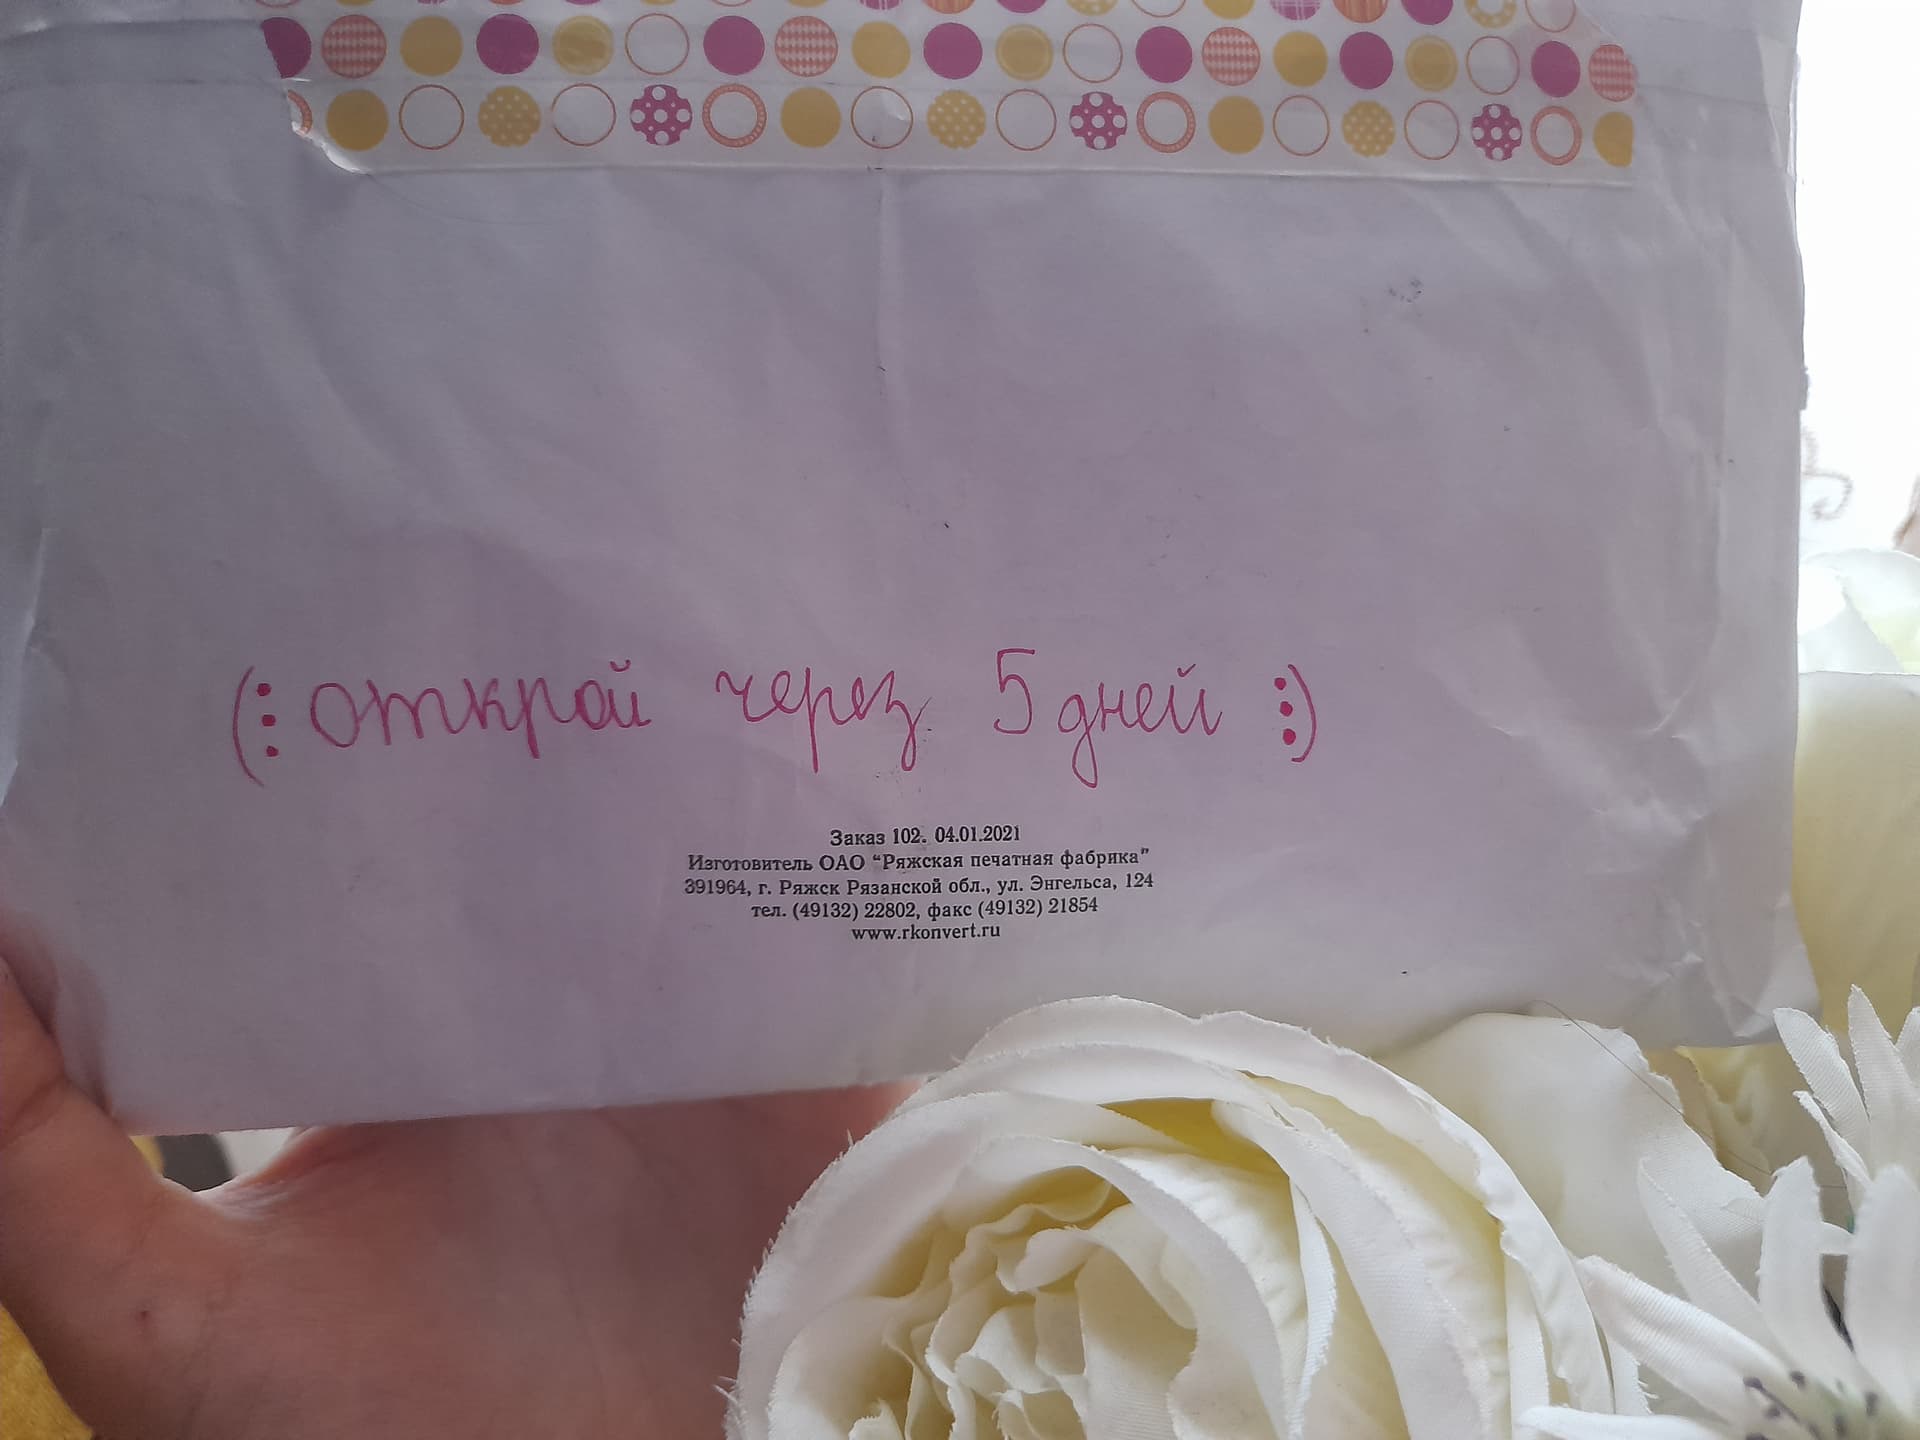 (⁝ открой через 5 дней ⁝)
Заказ 102. 04.01.2021
Изготовитель ОАО “Ряжская печатная фабрика”
391964, г. Ряжск Рязанской обл., ул. Энгельса, 124
тел. (49132) 22802, факс (49132) 21854
www.rkonvert.ru